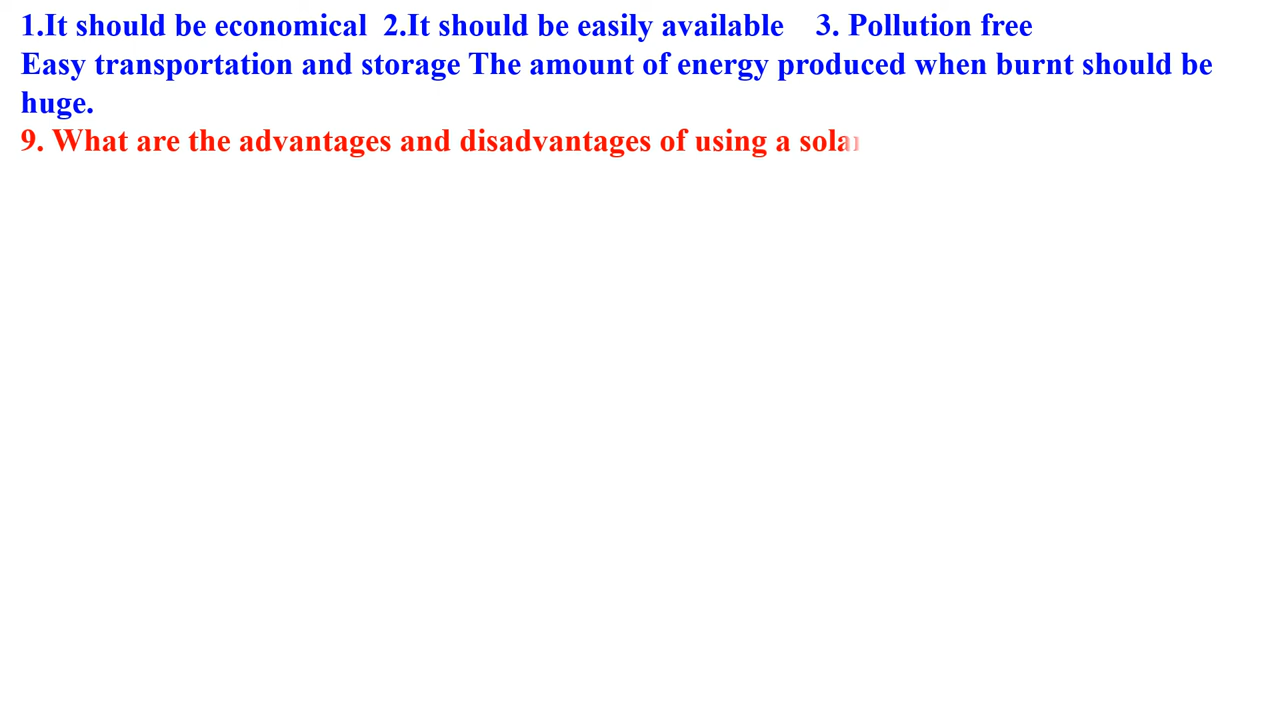 1.It should be economical 2.It should be easily available 3. Pollution free
Easy transportation and storage The amount of energy produced when burnt should be
huge.
9. What are the advantages and disadvantages of using a solar